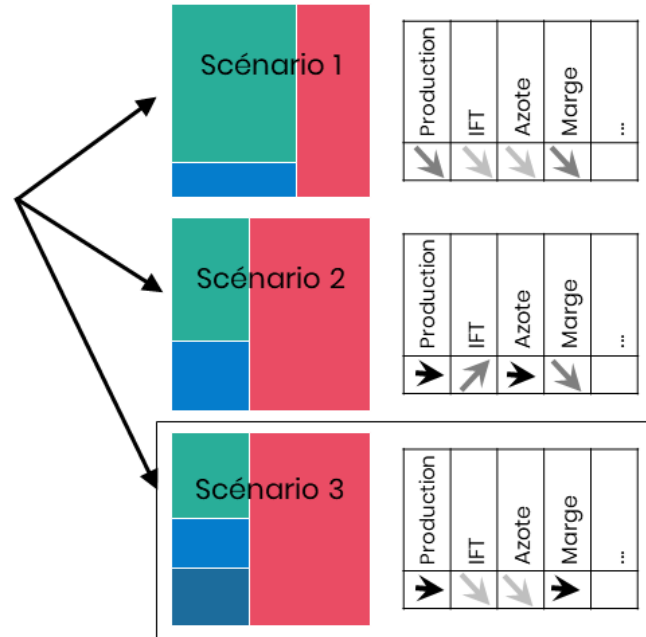 Scénario 1
Production
IFT
Azote
Marge
...
Scénario 2
Production
IFT
Azote
Marge
...
Scénario 3
Production
IFT
Azote
Marge
...